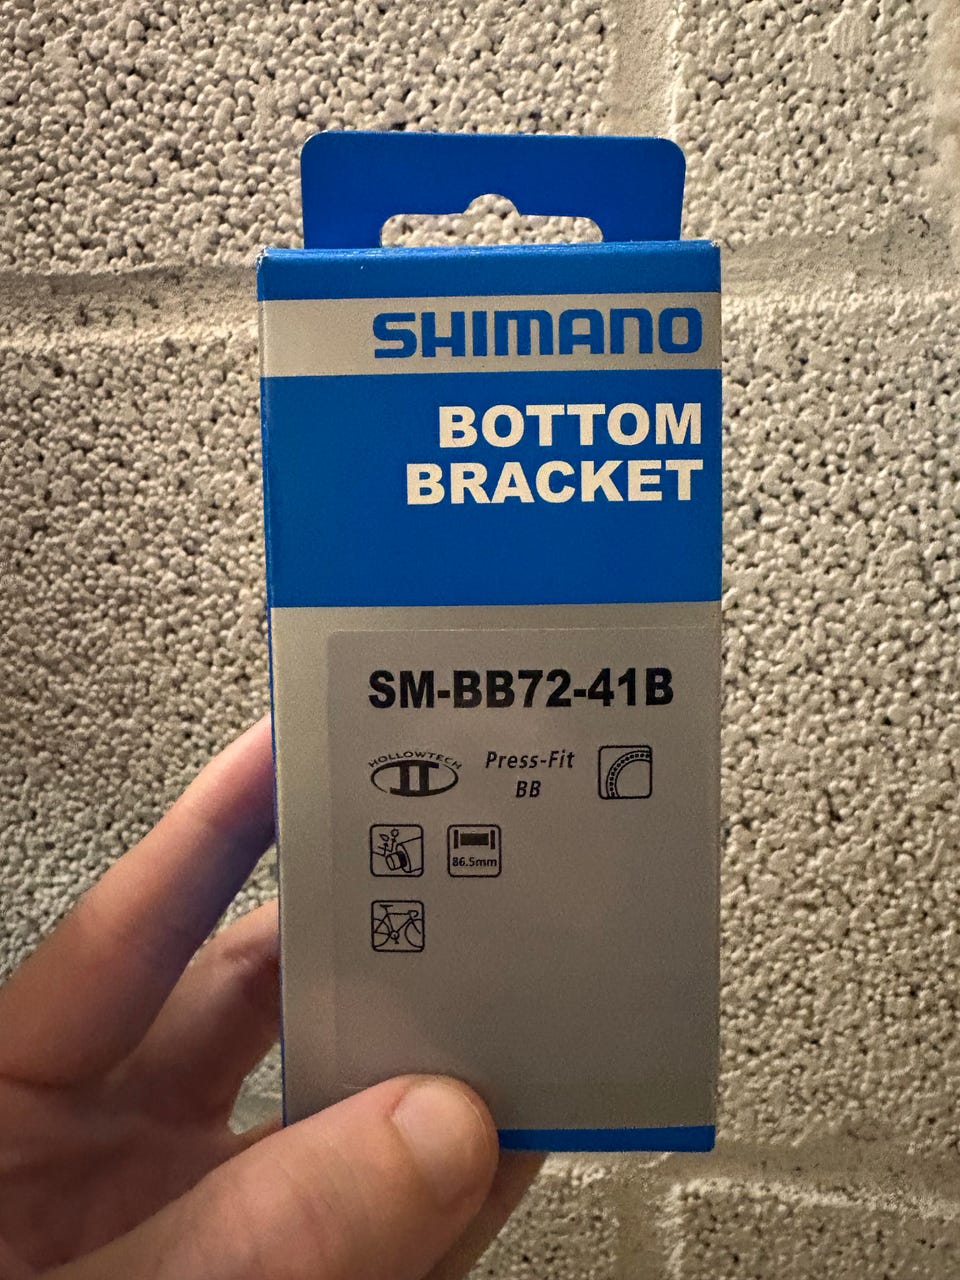 SHIMANO
BOTTOM
BRACKET
SM-BB72-41B
HOLLOWTECH
II
Press-Fit
BB
86.5mm